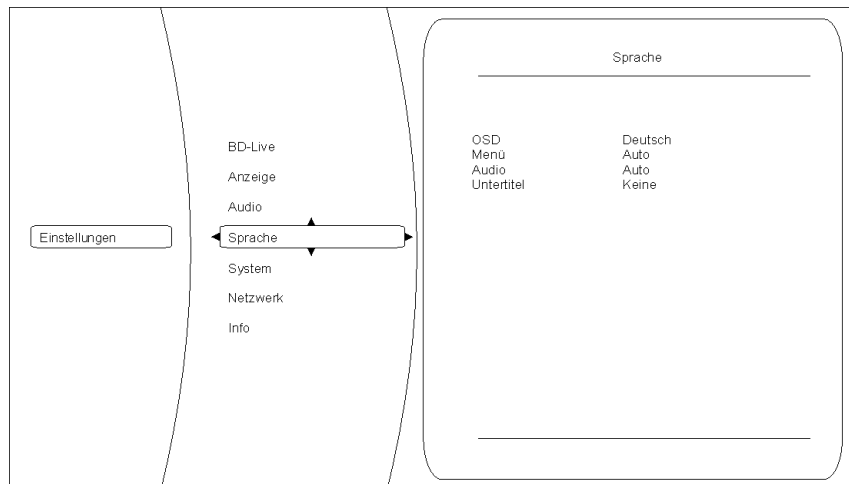 Einstellungen
BD-Live
Anzeige
Audio
Sprache
System
Netzwerk
Info
Sprache
OSD Deutsch
Menü Auto
Audio Auto
Untertitel Keine